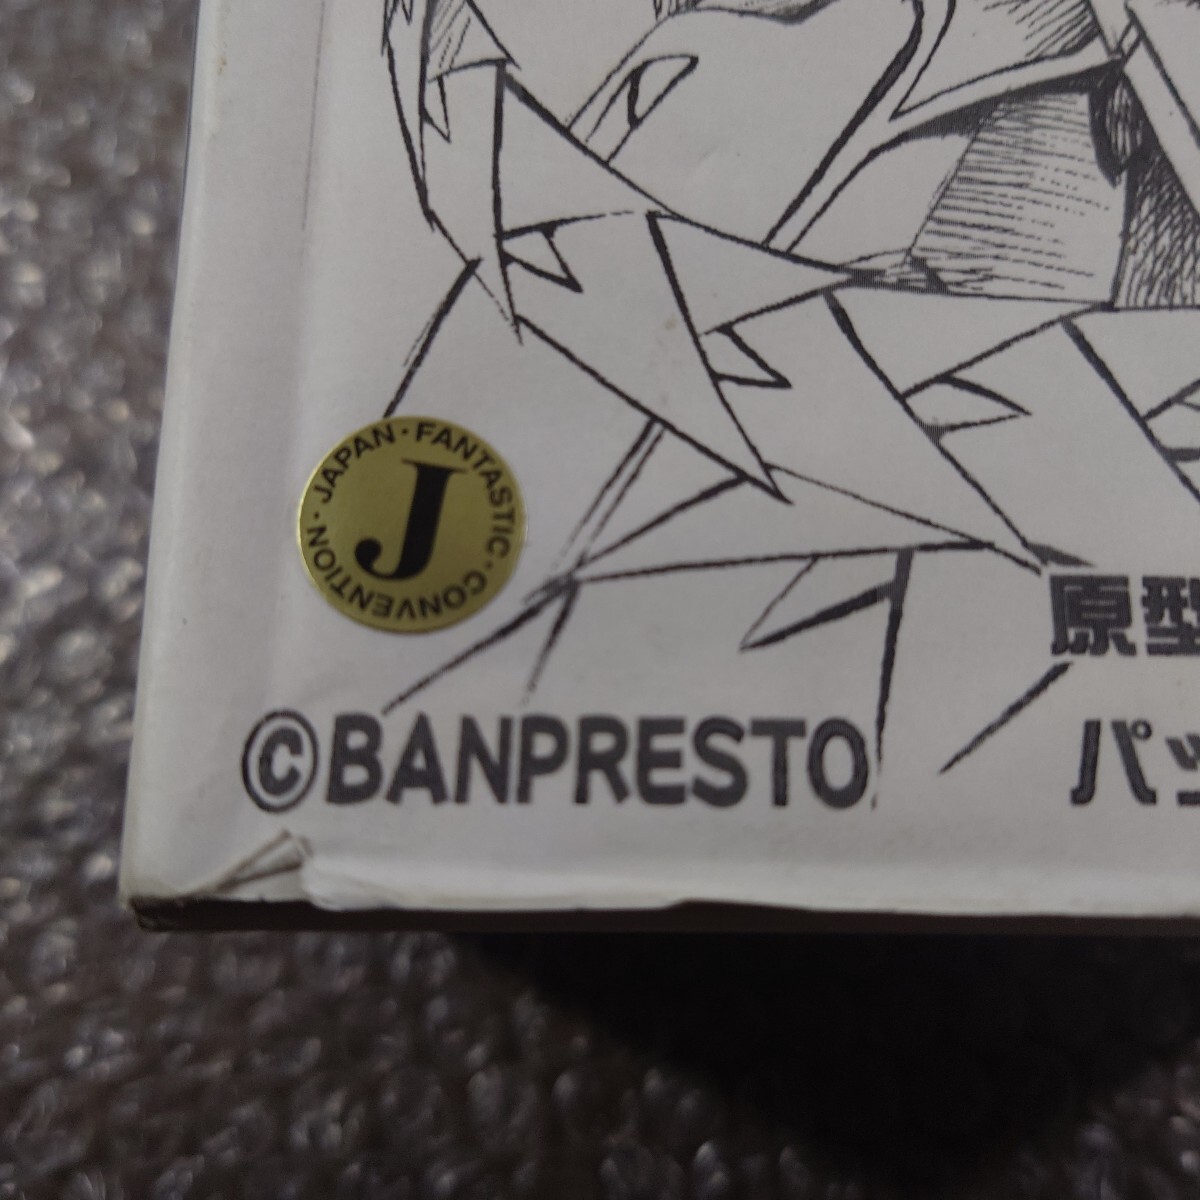 JAPAN・FANTASTIC・CONVENTION・
J
原型
©BANPRESTO
パッ